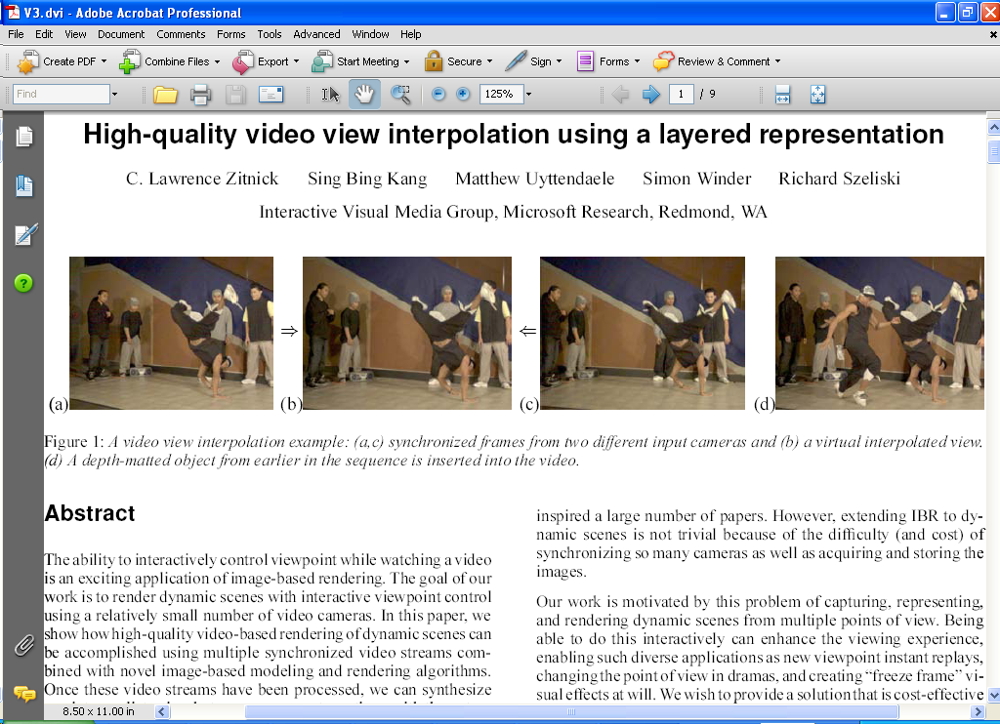 V3.dvi - Adobe Acrobat Professional
File Edit View Document Comments Forms Tools Advanced Window Help
Create PDF Combine Files Export Start Meeting Secure Sign Forms Review & Comment
Find 125% 1 / 9
High-quality video view interpolation using a layered representation
C. Lawrence Zitnick Sing Bing Kang Matthew Uyttendaele Simon Winder Richard Szeliski
Interactive Visual Media Group, Microsoft Research, Redmond, WA
(a) ⇒ (b) ⇐ (c) (d)
Figure 1: A video view interpolation example: (a,c) synchronized frames from two different input cameras and (b) a virtual interpolated view.
(d) A depth-matted object from earlier in the sequence is inserted into the video.
Abstract
The ability to interactively control viewpoint while watching a video
is an exciting application of image-based rendering. The goal of our
work is to render dynamic scenes with interactive viewpoint control
using a relatively small number of video cameras. In this paper, we
show how high-quality video-based rendering of dynamic scenes can
be accomplished using multiple synchronized video streams com-
bined with novel image-based modeling and rendering algorithms.
Once these video streams have been processed, we can synthesize
inspired a large number of papers. However, extending IBR to dy-
namic scenes is not trivial because of the difficulty (and cost) of
synchronizing so many cameras as well as acquiring and storing the
images.
Our work is motivated by this problem of capturing, representing,
and rendering dynamic scenes from multiple points of view. Being
able to do this interactively can enhance the viewing experience,
enabling such diverse applications as new viewpoint instant replays,
changing the point of view in dramas, and creating “freeze frame” vi-
sual effects at will. We wish to provide a solution that is cost-effective
8.50 x 11.00 in